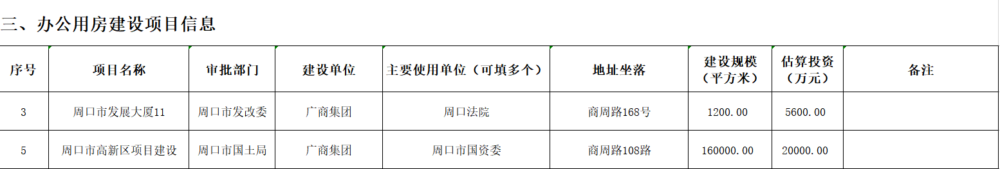 三、办公用房建设项目信息
序号 项目名称 审批部门 建设单位 主要使用单位（可填多个） 地址坐落 建设规模（平方米） 估算投资（万元） 备注
3 周口市发展大厦11 周口市发改委 广商集团 周口法院 商周路168号 1200.00 5600.00
5 周口市高新区项目建设 周口市国土局 广商集团 周口市国资委 商周路108路 160000.00 20000.00